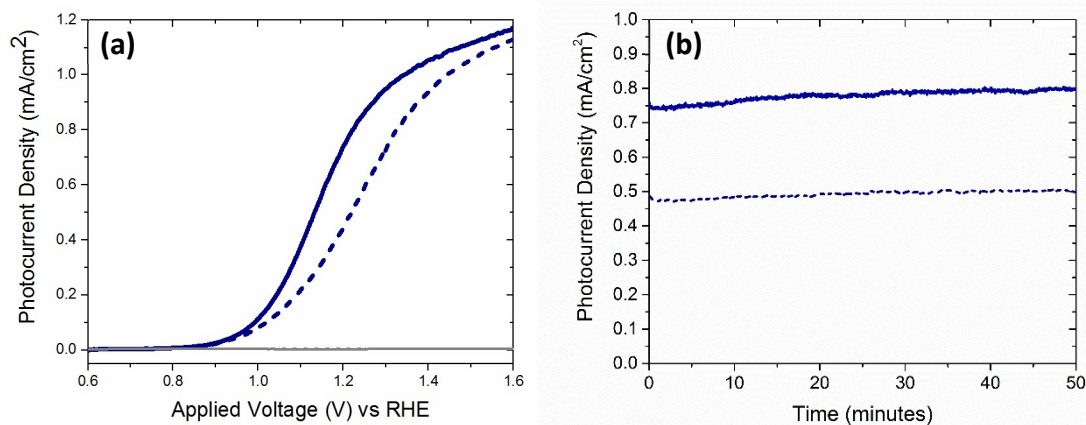 (a)
Photocurrent Density (mA/cm²)
1.2
1.0
0.8
0.6
0.4
0.2
0.0
0.6 0.8 1.0 1.2 1.4 1.6
Applied Voltage (V) vs RHE
(b)
Photocurrent Density (mA/cm²)
1.0
0.9
0.8
0.7
0.6
0.5
0.4
0.3
0.2
0.1
0.0
0 10 20 30 40 50
Time (minutes)